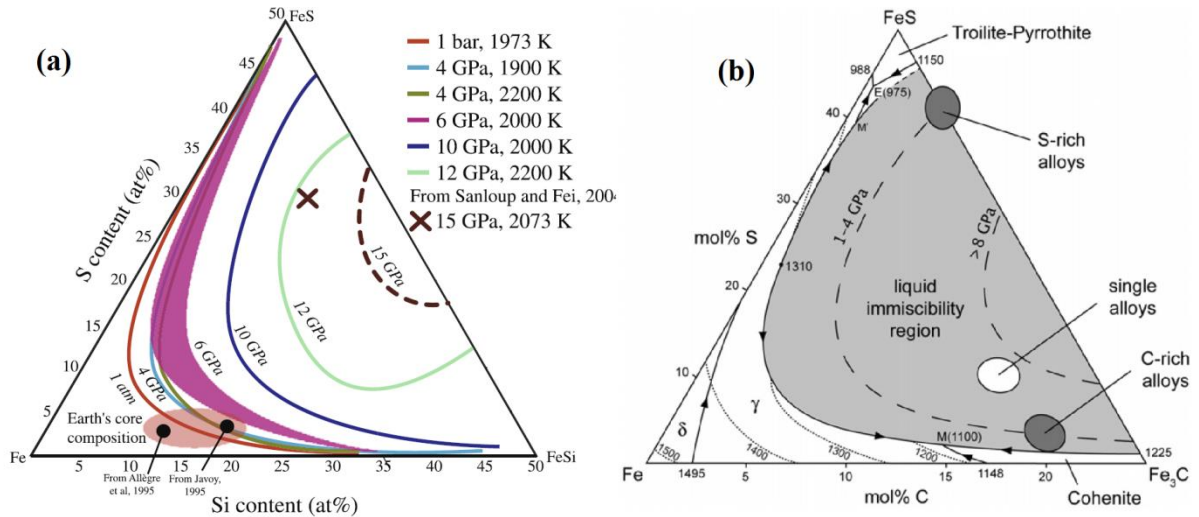 (a)
50 FeS
1 bar, 1973 K
4 GPa, 1900 K
4 GPa, 2200 K
6 GPa, 2000 K
10 GPa, 2000 K
12 GPa, 2200 K
From Sanloup and Fei, 2004
15 GPa, 2073 K
45
40
35
30
25
20
15
10
5
S content (at%)
15 GPa
12 GPa
10 GPa
6 GPa
4 GPa
1 atm
Earth's core
composition
Fe
5
10
15
20
25
30
35
40
45
50
FeSi
From Allègre
et al, 1995
From Javoy,
1995
Si content (at%)
(b)
FeS
Troilite-Pyrrothite
988
1150
E(975)
40
M'
S-rich
alloys
30
mol% S
1-4 GPa
>8 GPa
1310
20
liquid
immiscibility
region
single
alloys
10
γ
C-rich
alloys
δ
M(1100)
1500
1400
1300
1200
1225
Fe
1495
5
10
1148
15
20
Fe3C
mol% C
Cohenite